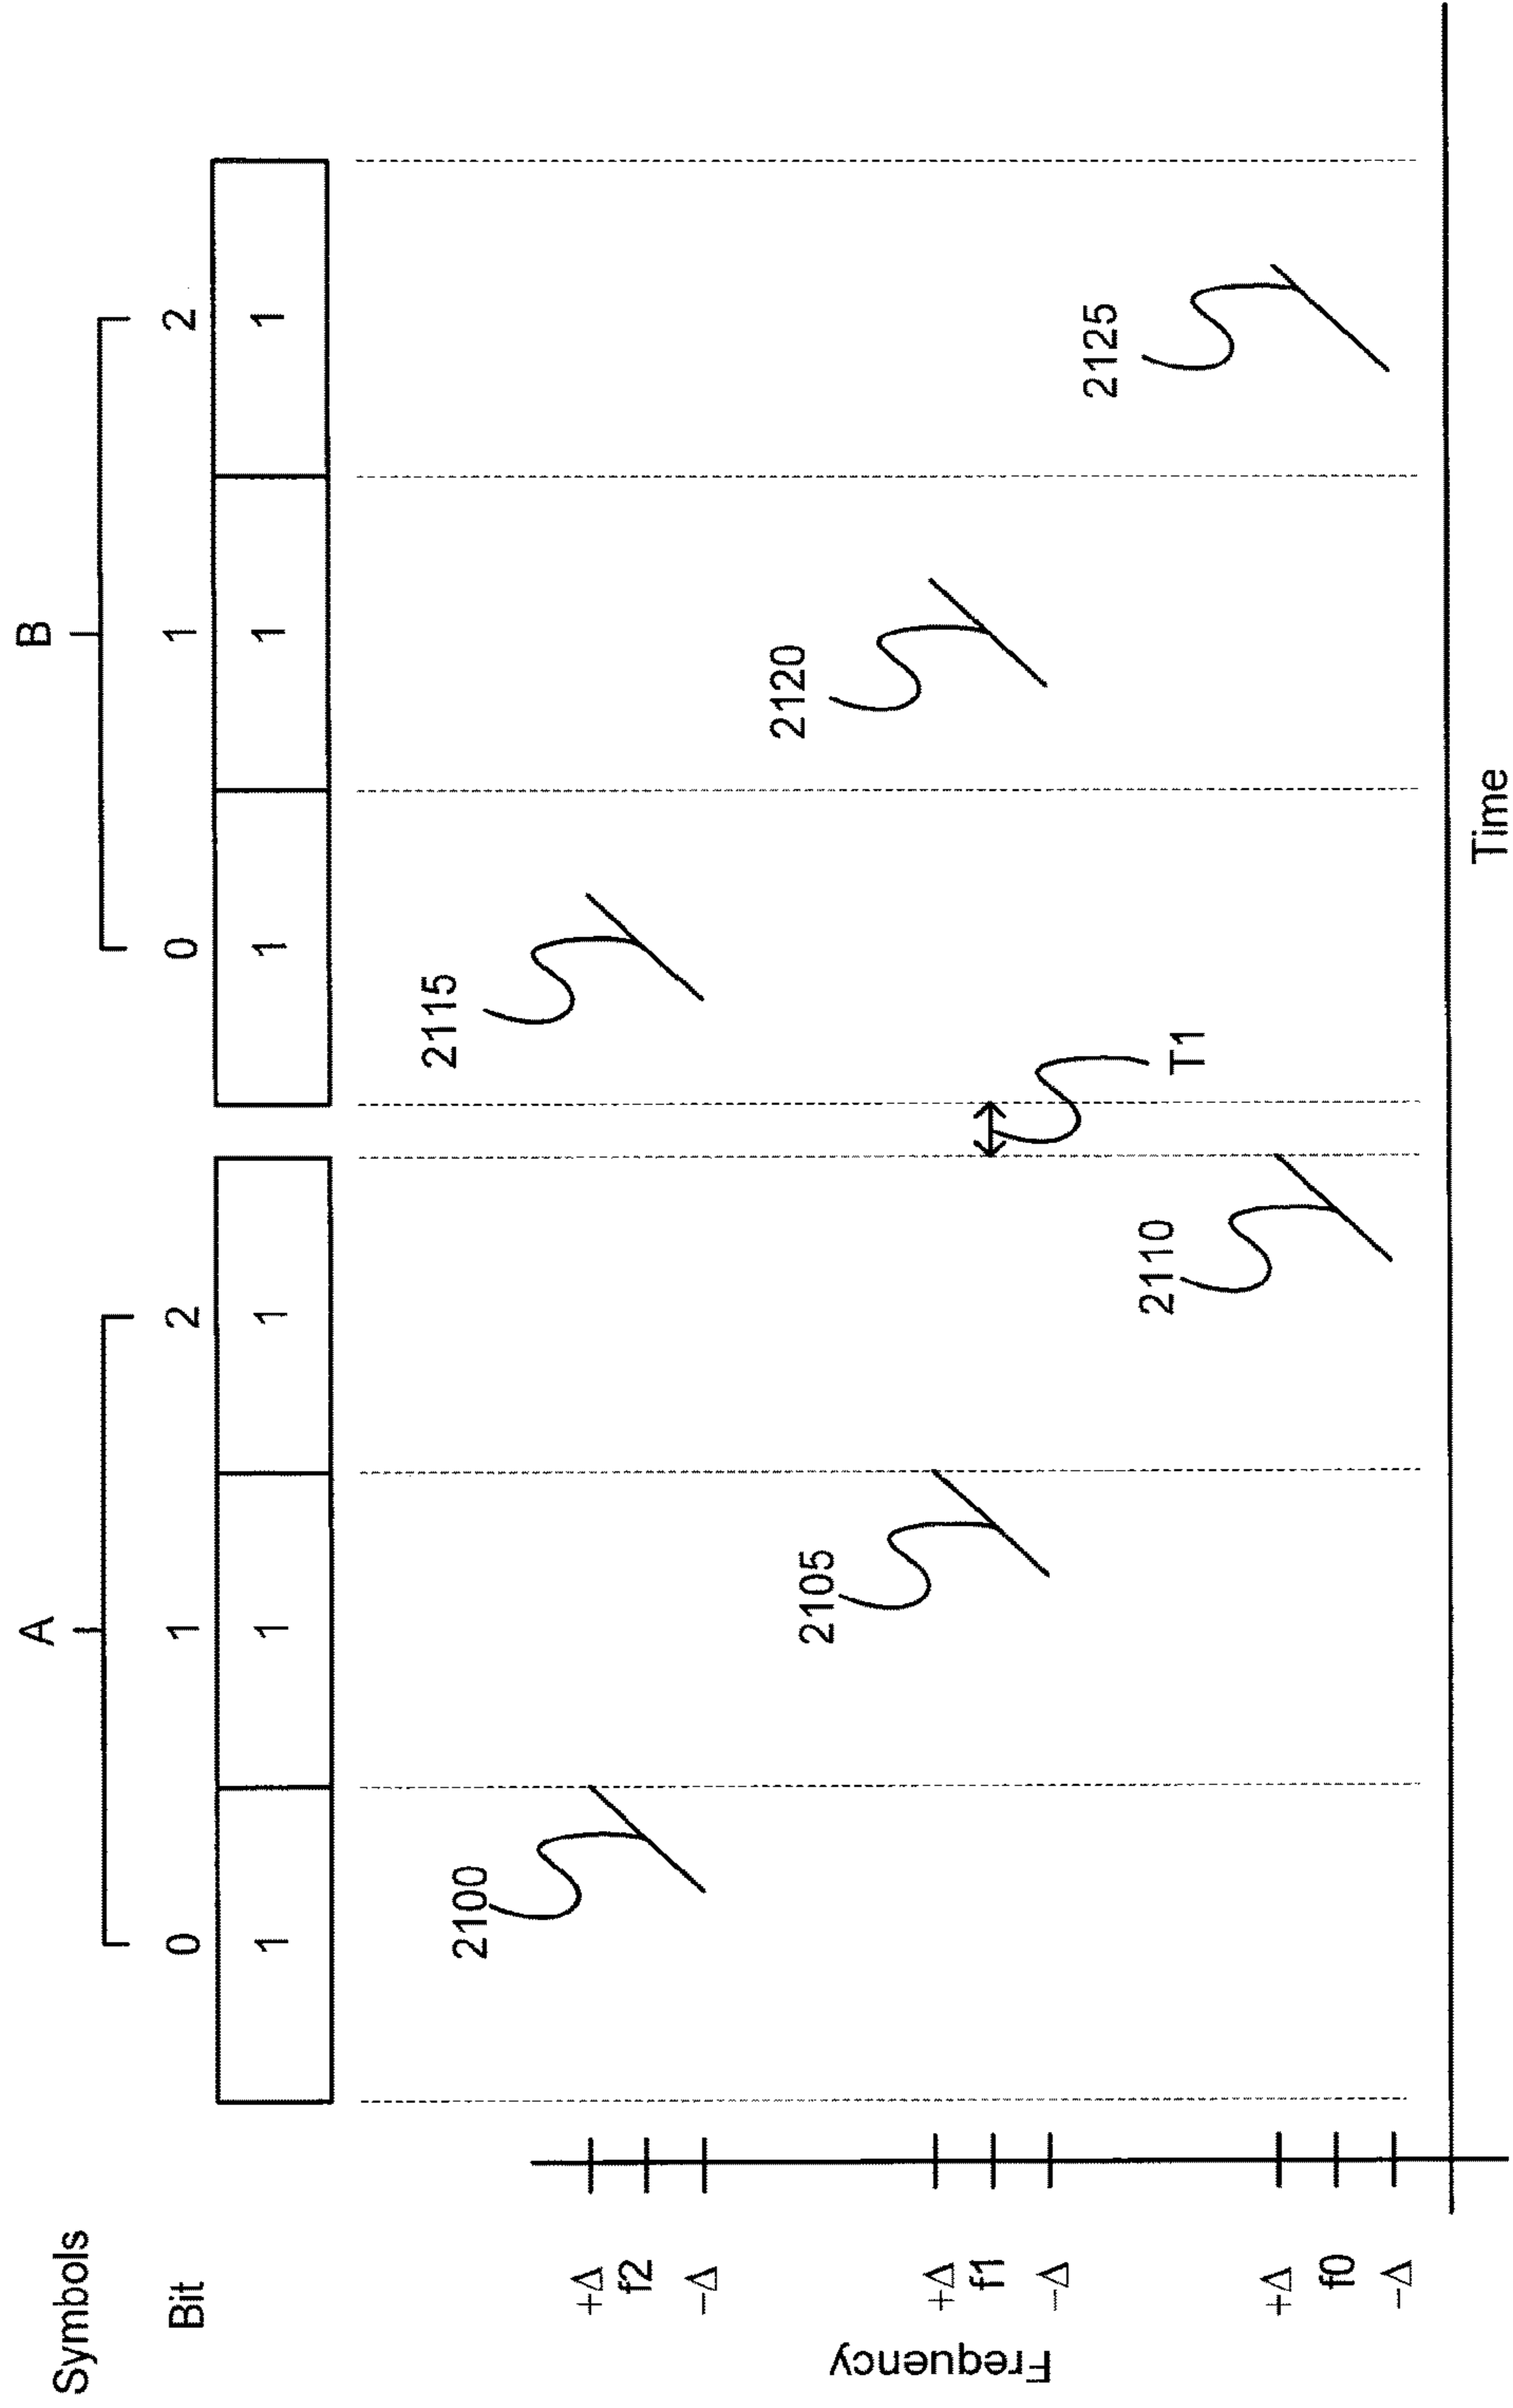 Symbols
A
B
Bit
0
1
2
0
1
2
1
1
1
1
1
1
2100
2105
2110
2115
2120
2125
T1
+Δ
f2
-Δ
+Δ
f1
-Δ
+Δ
f0
-Δ
Frequency
Time